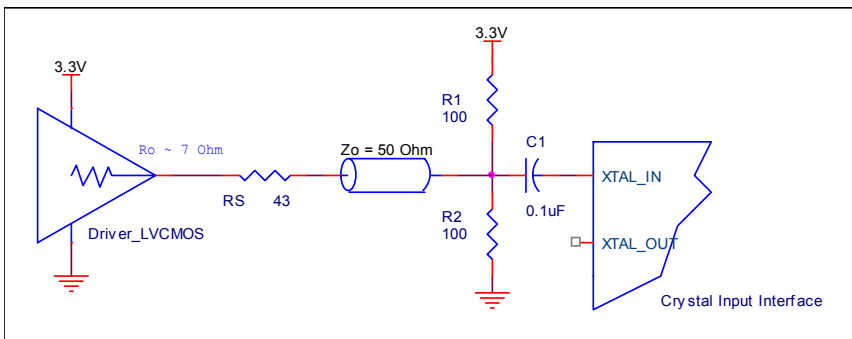 3.3V
3.3V
R1
100
C1
Ro ~ 7 Ohm
Zo = 50 Ohm
XTAL_IN
RS 43
0.1uF
R2
100
XTAL_OUT
Driver_LVCMOS
Crystal Input Interface